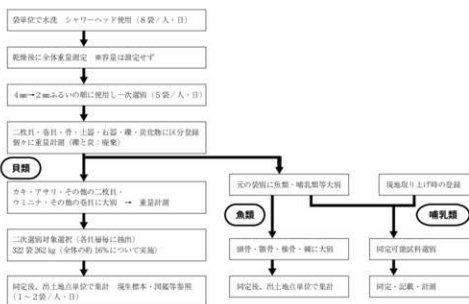 袋単位で水洗　シャワーヘッド使用（8袋/人・日）
乾燥後に全体重量測定　※容量は測定せず
4㎜→2㎜ふるいの順に使用し一次選別（5袋/人・日）
二枚貝・巻貝・骨・土器・石器・礫・炭化物に区分登録
個々に重量計測（礫と炭：廃棄）
貝類
カキ・アサリ・その他の二枚貝・
ウミニナ・その他の巻貝に大別　→　重量計測
二次選別対象選択（各貝層毎に抽出）
322袋262kg（全体の約16%について実施）
同定後、出土地点単位で集計　現生標本・図鑑等参照
（1～2袋/人・日）
元の袋別に魚類・哺乳類等大別
魚類
頭骨・顎骨・椎骨・棘に大別
同定後、出土地点単位で集計
現地取り上げ時の登録
哺乳類
同定可能試料選別
同定・記載・計測